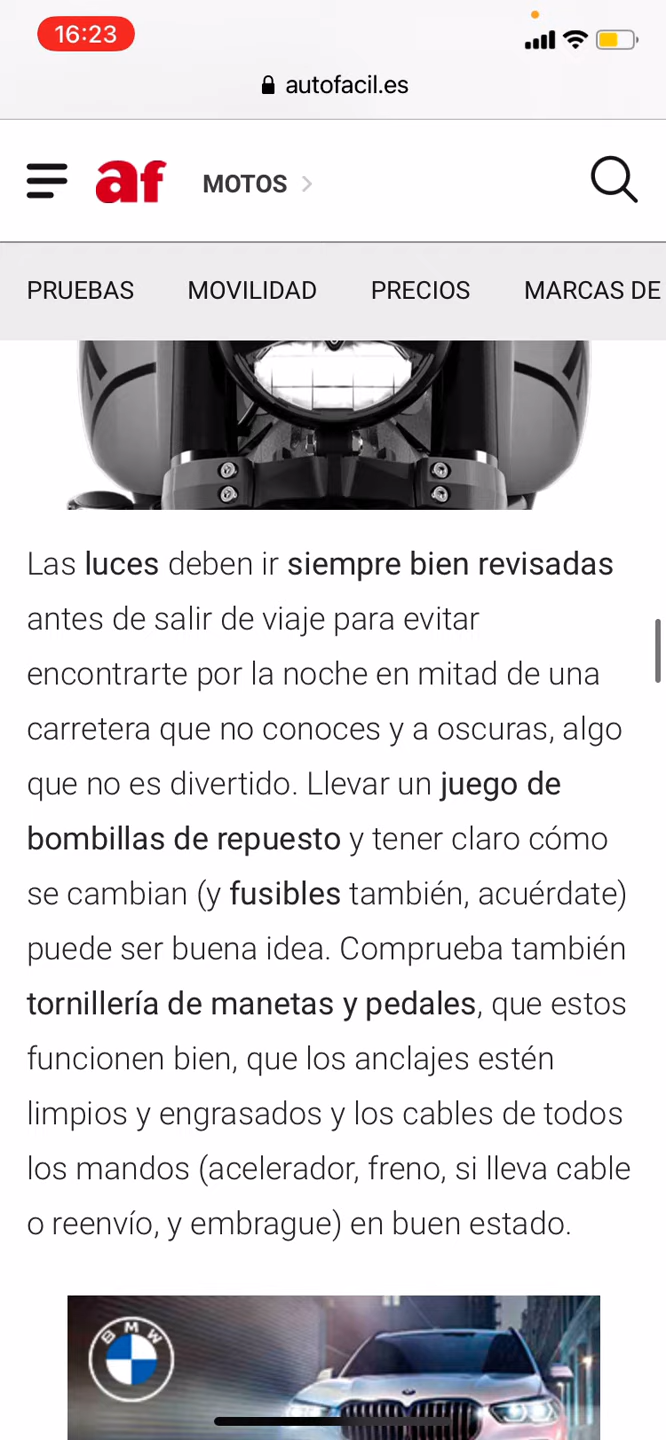 16:23
autofacil.es
af MOTOS
PRUEBAS MOVILIDAD PRECIOS MARCAS DE
Las luces deben ir siempre bien revisadas
antes de salir de viaje para evitar
encontrarte por la noche en mitad de una
carretera que no conoces y a oscuras, algo
que no es divertido. Llevar un juego de
bombillas de repuesto y tener claro cómo
se cambian (y fusibles también, acuérdate)
puede ser buena idea. Comprueba también
tornillería de manetas y pedales, que estos
funcionen bien, que los anclajes estén
limpios y engrasados y los cables de todos
los mandos (acelerador, freno, si lleva cable
o reenvío, y embrague) en buen estado.
BMW